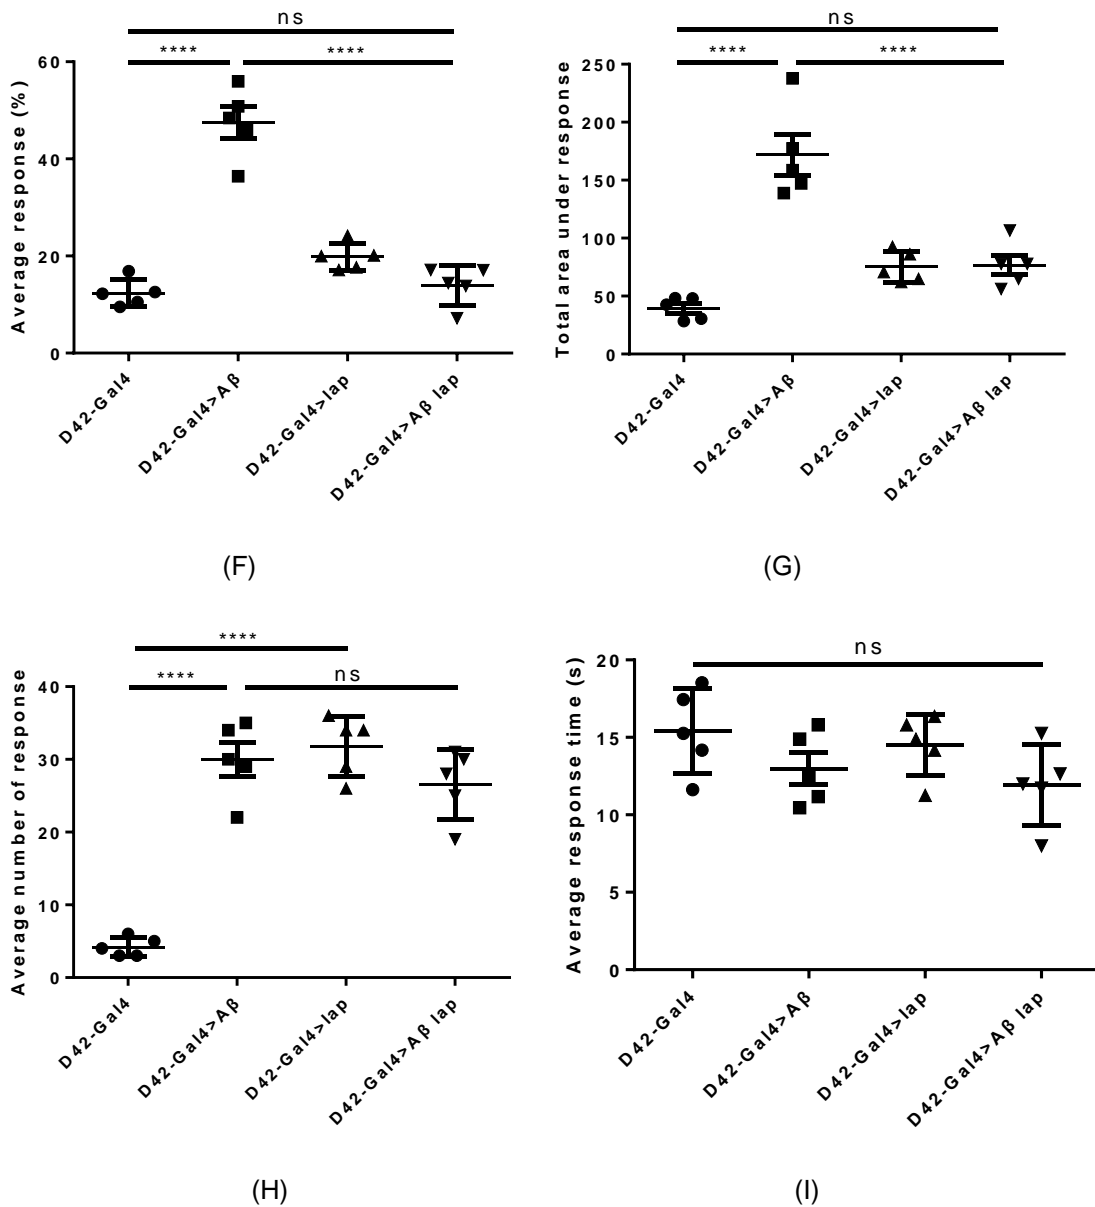 ns
****
****
Average response (%)
60
40
20
0
D42-Gal4
D42-Gal4>Aβ
D42-Gal4>lap
D42-Gal4>Aβ lap
(F)
ns
****
****
Total area under response
250
200
150
100
50
0
D42-Gal4
D42-Gal4>Aβ
D42-Gal4>lap
D42-Gal4>Aβ lap
(G)
****
****
ns
Average number of response
40
30
20
10
0
D42-Gal4
D42-Gal4>Aβ
D42-Gal4>lap
D42-Gal4>Aβ lap
(H)
ns
Average response time (s)
20
15
10
5
0
D42-Gal4
D42-Gal4>Aβ
D42-Gal4>lap
D42-Gal4>Aβ lap
(I)